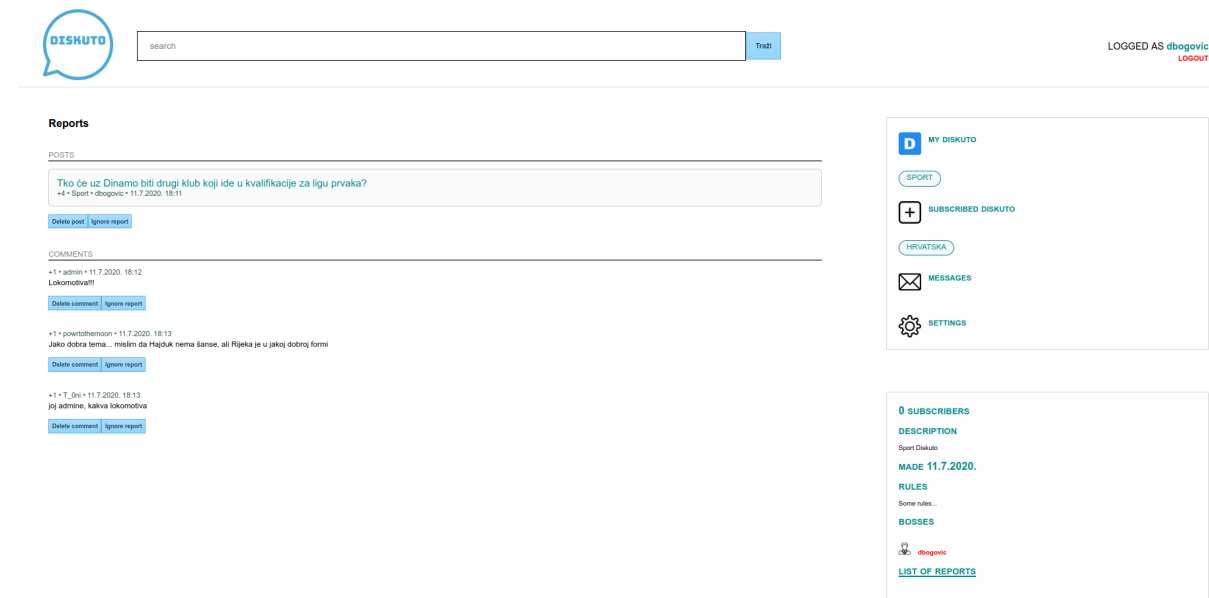 DISKUTO
search
Traži
LOGGED AS dbogovic
LOGOUT
Reports
POSTS
Tko će uz Dinamo biti drugi klub koji ide u kvalifikacije za ligu prvaka?
+4 • Sport • dbogovic • 11.7.2020. 18:11
Delete post Ignore report
COMMENTS
+1 • admin • 11.7.2020. 18:12
Lokomotiva!!!
Delete comment Ignore report
+1 • powrtothemoon • 11.7.2020. 18:13
Jako dobra tema... mislim da Hajduk nema šanse, ali Rijeka je u jakoj dobroj formi
Delete comment Ignore report
+1 • T_0ni • 11.7.2020. 18:13
joj admine, kakva lokomotiva
Delete comment Ignore report
D MY DISKUTO
SPORT
SUBSCRIBED DISKUTO
HRVATSKA
MESSAGES
SETTINGS
0 SUBSCRIBERS
DESCRIPTION
Sport Diskuto
MADE 11.7.2020.
RULES
Some rules...
BOSSES
dbogovic
LIST OF REPORTS